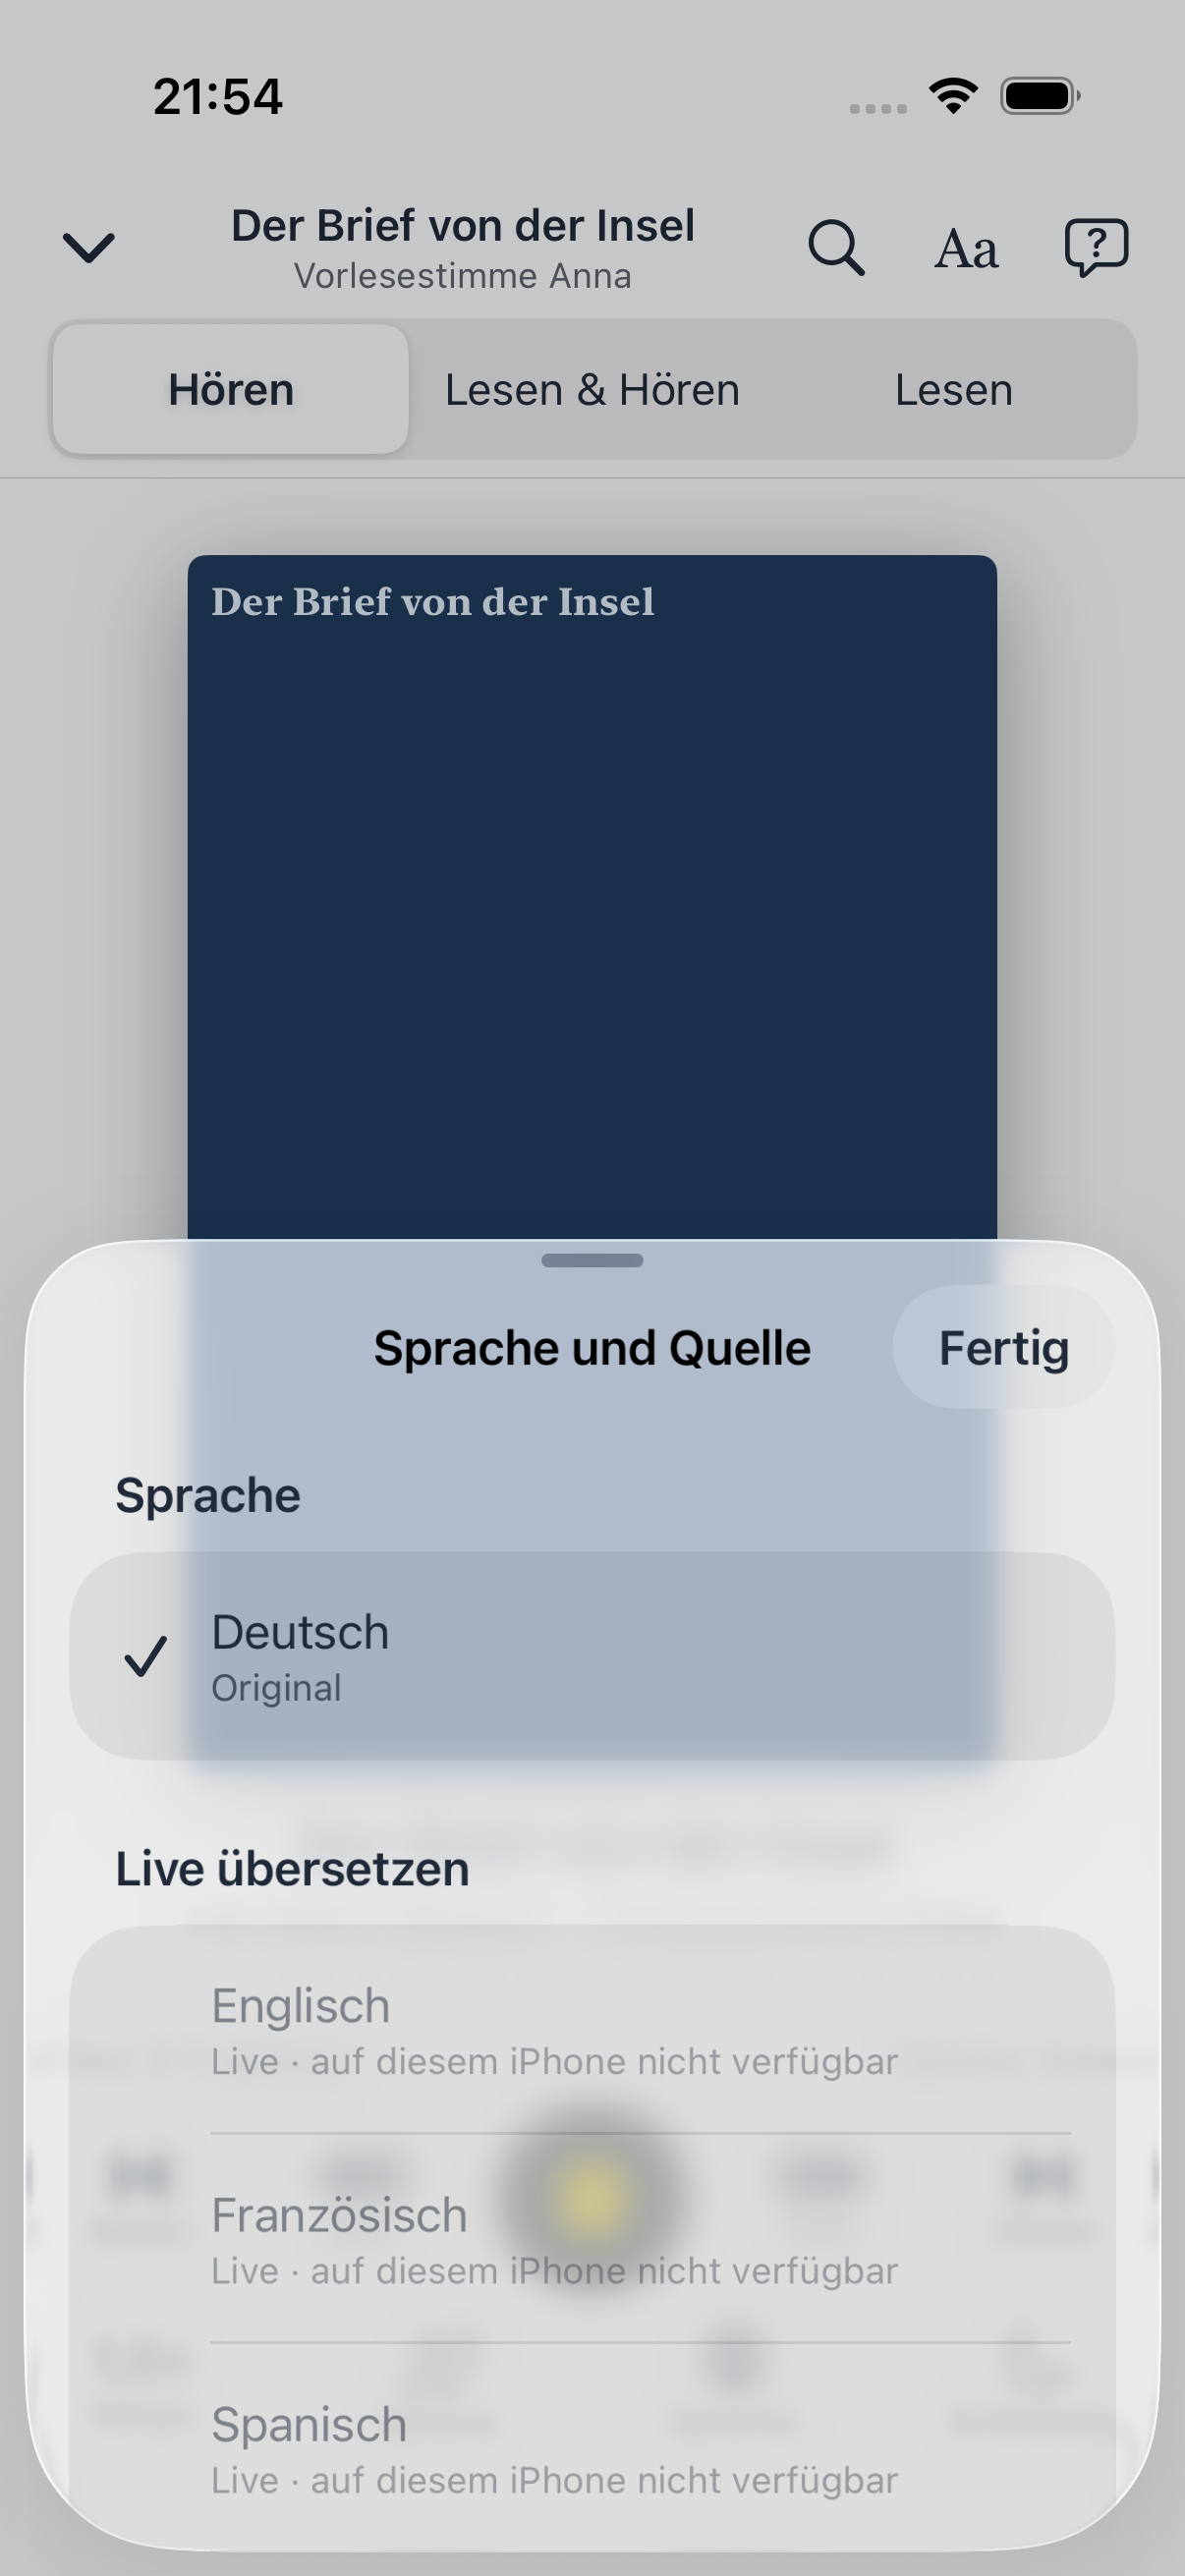 21:54
Der Brief von der Insel
Vorlesestimme Anna
Aa
?
Hören
Lesen & Hören
Lesen
Der Brief von der Insel
Sprache und Quelle
Fertig
Sprache
Deutsch
Original
Live übersetzen
Englisch
Live · auf diesem iPhone nicht verfügbar
Französisch
Live · auf diesem iPhone nicht verfügbar
Spanisch
Live · auf diesem iPhone nicht verfügbar